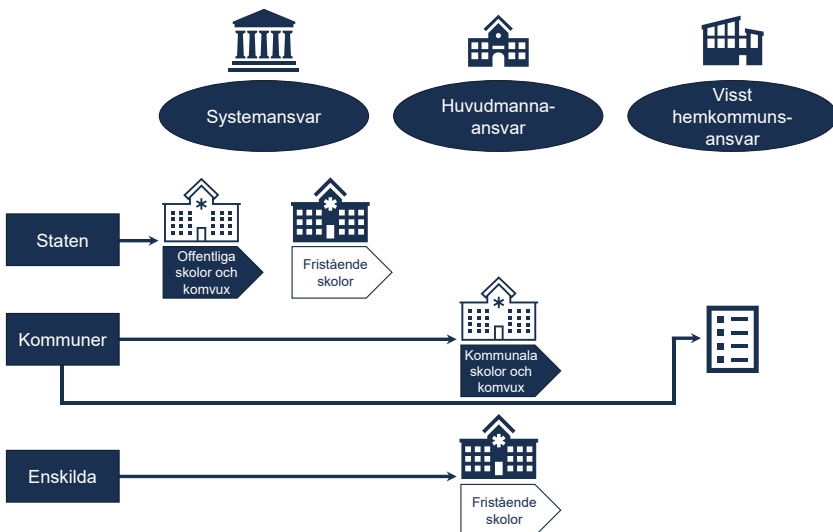 Systemansvar
Huvudmanna-
ansvar
Visst
hemkommuns-
ansvar
Staten
Offentliga
skolor och
komvux
Fristående
skolor
Kommuner
Kommunala
skolor och
komvux
Enskilda
Fristående
skolor